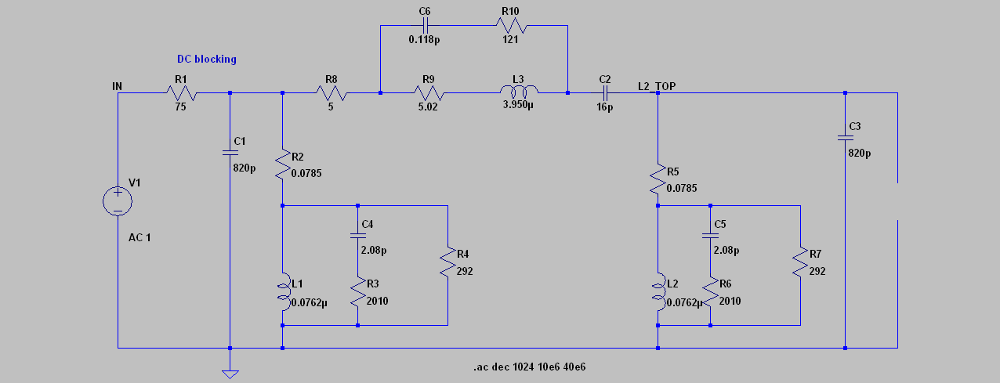 C6
R10
0.118p
121
DC blocking
IN
R1
R8
R9
L3
C2
L2_TOP
75
5
5.02
3.950µ
16p
C1
820p
C3
820p
R2
0.0785
R5
0.0785
V1
AC 1
C4
2.08p
C5
2.08p
R4
292
R7
292
L1
0.0762µ
R3
2010
L2
0.0762µ
R6
2010
.ac dec 1024 10e6 40e6